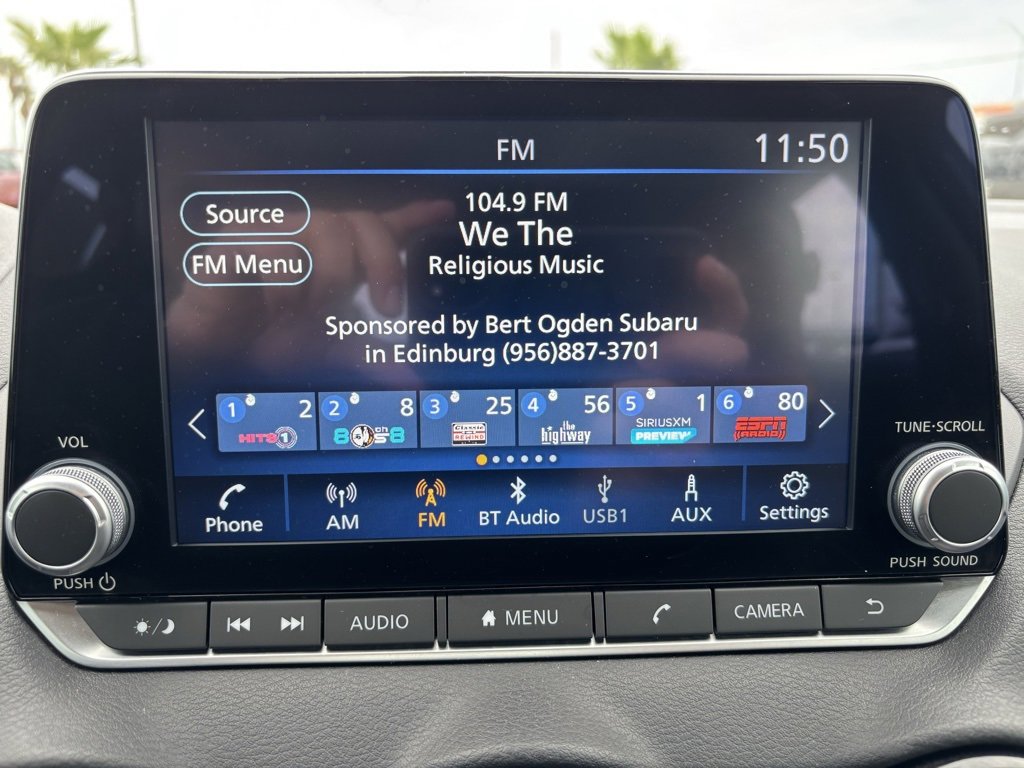 FM
11:50
Source
FM Menu
104.9 FM
We The
Religious Music
Sponsored by Bert Ogden Subaru
in Edinburg (956)887-3701
1 2
HITS 1
2 8
80s8
3 25
Classic
REWIND
4 56
the
highway
5 1
SIRIUSXM
PREVIEW
6 80
ESPN
RADIO
Phone
AM
FM
BT Audio
USB1
AUX
Settings
VOL
PUSH
TUNE·SCROLL
PUSH SOUND
AUDIO
MENU
CAMERA